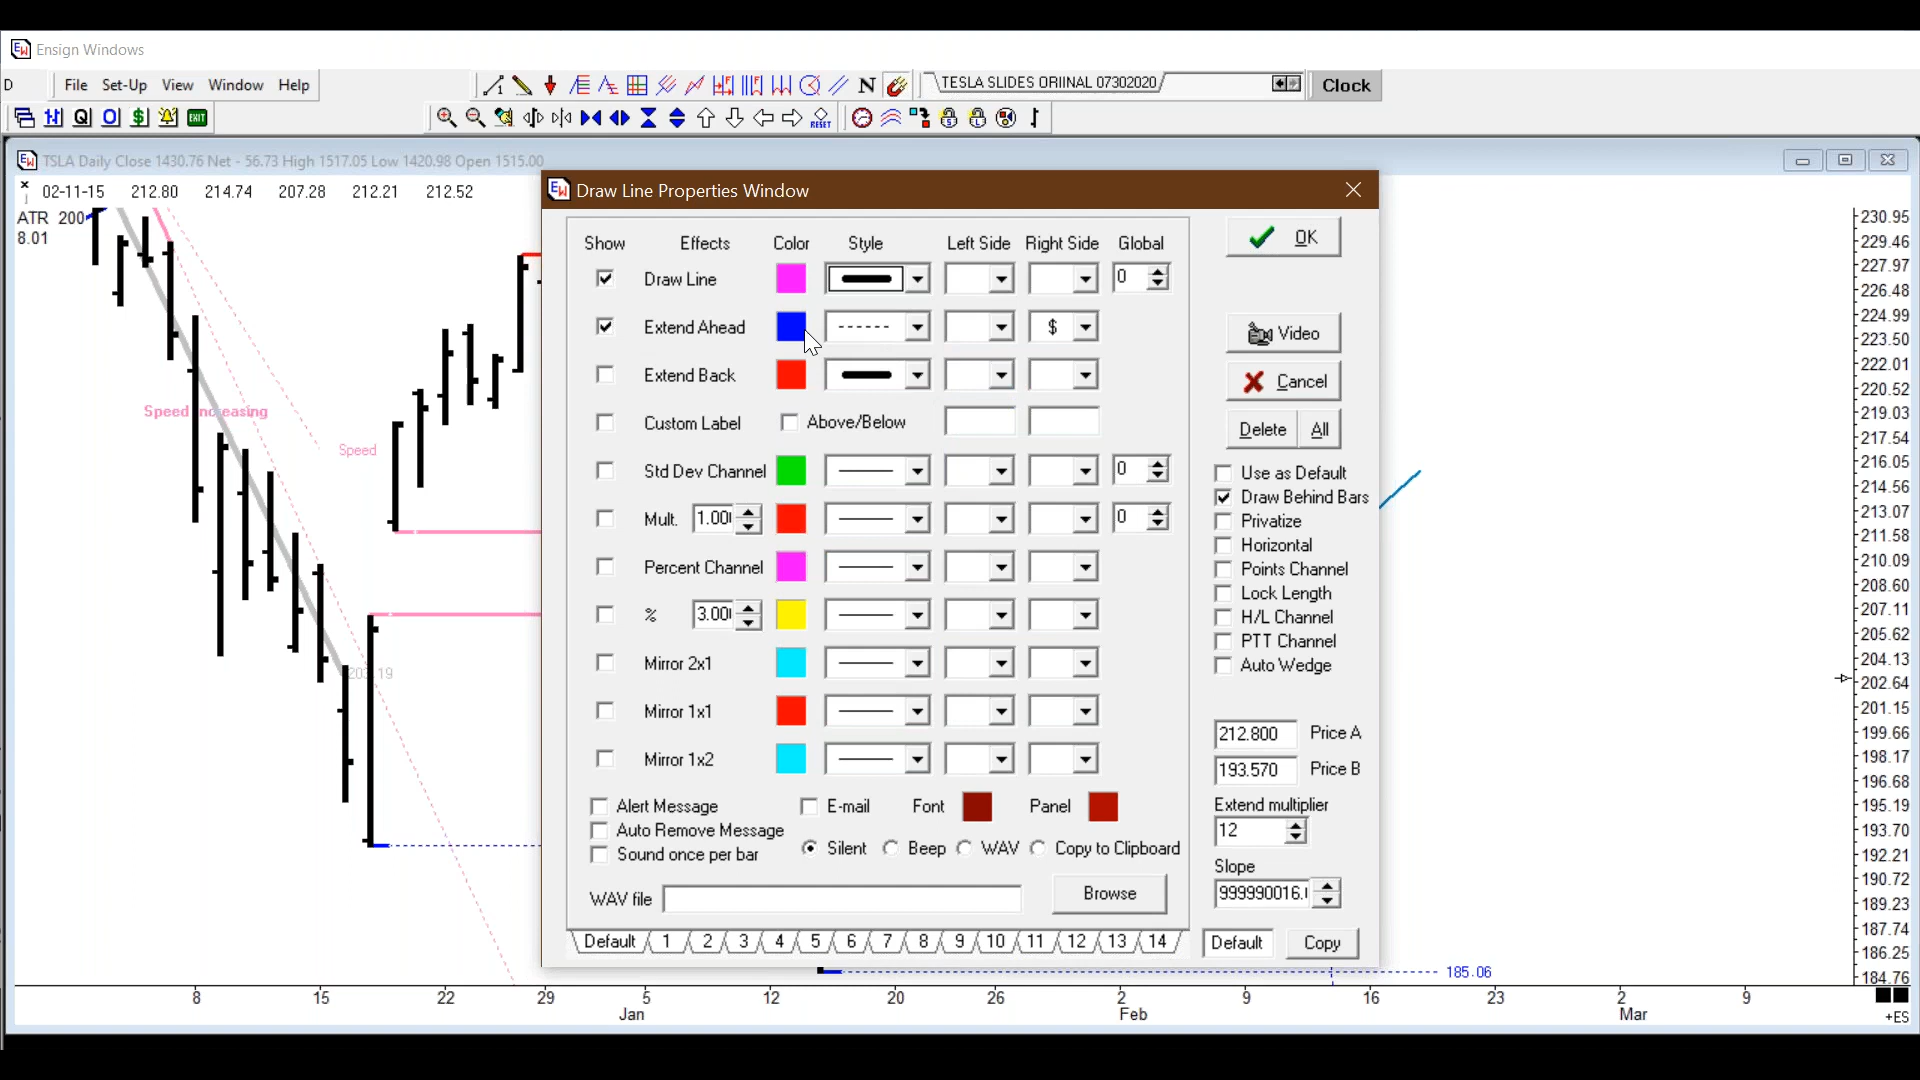 Ensign Windows
D File Set-Up View Window Help
N TESLA SLIDES ORIINAL 07302020 Clock
Q O $ EXIT RESET
TSLA Daily Close 1430.76 Net - 56.73 High 1517.05 Low 1420.98 Open 1515.00
02-11-15 212.80 214.74 207.28 212.21 212.52
ATR 200
8.01
Speed Increasing
Speed
203.19
Draw Line Properties Window
Show Effects Color Style Left Side Right Side Global
Draw Line 0
Extend Ahead $
Extend Back
Custom Label Above/Below
Std Dev Channel 0
Mult. 1.00 0
Percent Channel
% 3.00
Mirror 2x1
Mirror 1x1
Mirror 1x2
Alert Message E-mail Font Panel
Auto Remove Message
Sound once per bar Silent Beep WAV Copy to Clipboard
WAV file Browse
Default 1 2 3 4 5 6 7 8 9 10 11 12 13 14
OK
Video
Cancel
Delete All
Use as Default
Draw Behind Bars
Privatize
Horizontal
Points Channel
Lock Length
H/L Channel
PTT Channel
Auto Wedge
212.800 Price A
193.570 Price B
Extend multiplier
12
Slope
999990016.
Default Copy
230.95
229.46
227.97
226.48
224.99
223.50
222.01
220.52
219.03
217.54
216.05
214.56
213.07
211.58
210.09
208.60
207.11
205.62
204.13
202.64
201.15
199.66
198.17
196.68
195.19
193.70
192.21
190.72
189.23
187.74
186.25
184.76
185.06
8 15 22 29 5 12 20 26 2 9 16 23 2 9
Jan Feb Mar
+ES